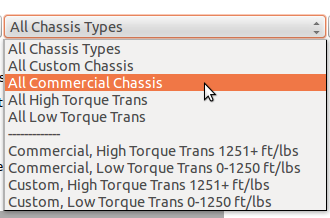 All Chassis Types
All Chassis Types
All Custom Chassis
All Commercial Chassis
All High Torque Trans
All Low Torque Trans
-------------
Commercial, High Torque Trans 1251+ ft/lbs
Commercial, Low Torque Trans 0-1250 ft/lbs
Custom, High Torque Trans 1251+ ft/lbs
Custom, Low Torque Trans 0-1250 ft/lbs